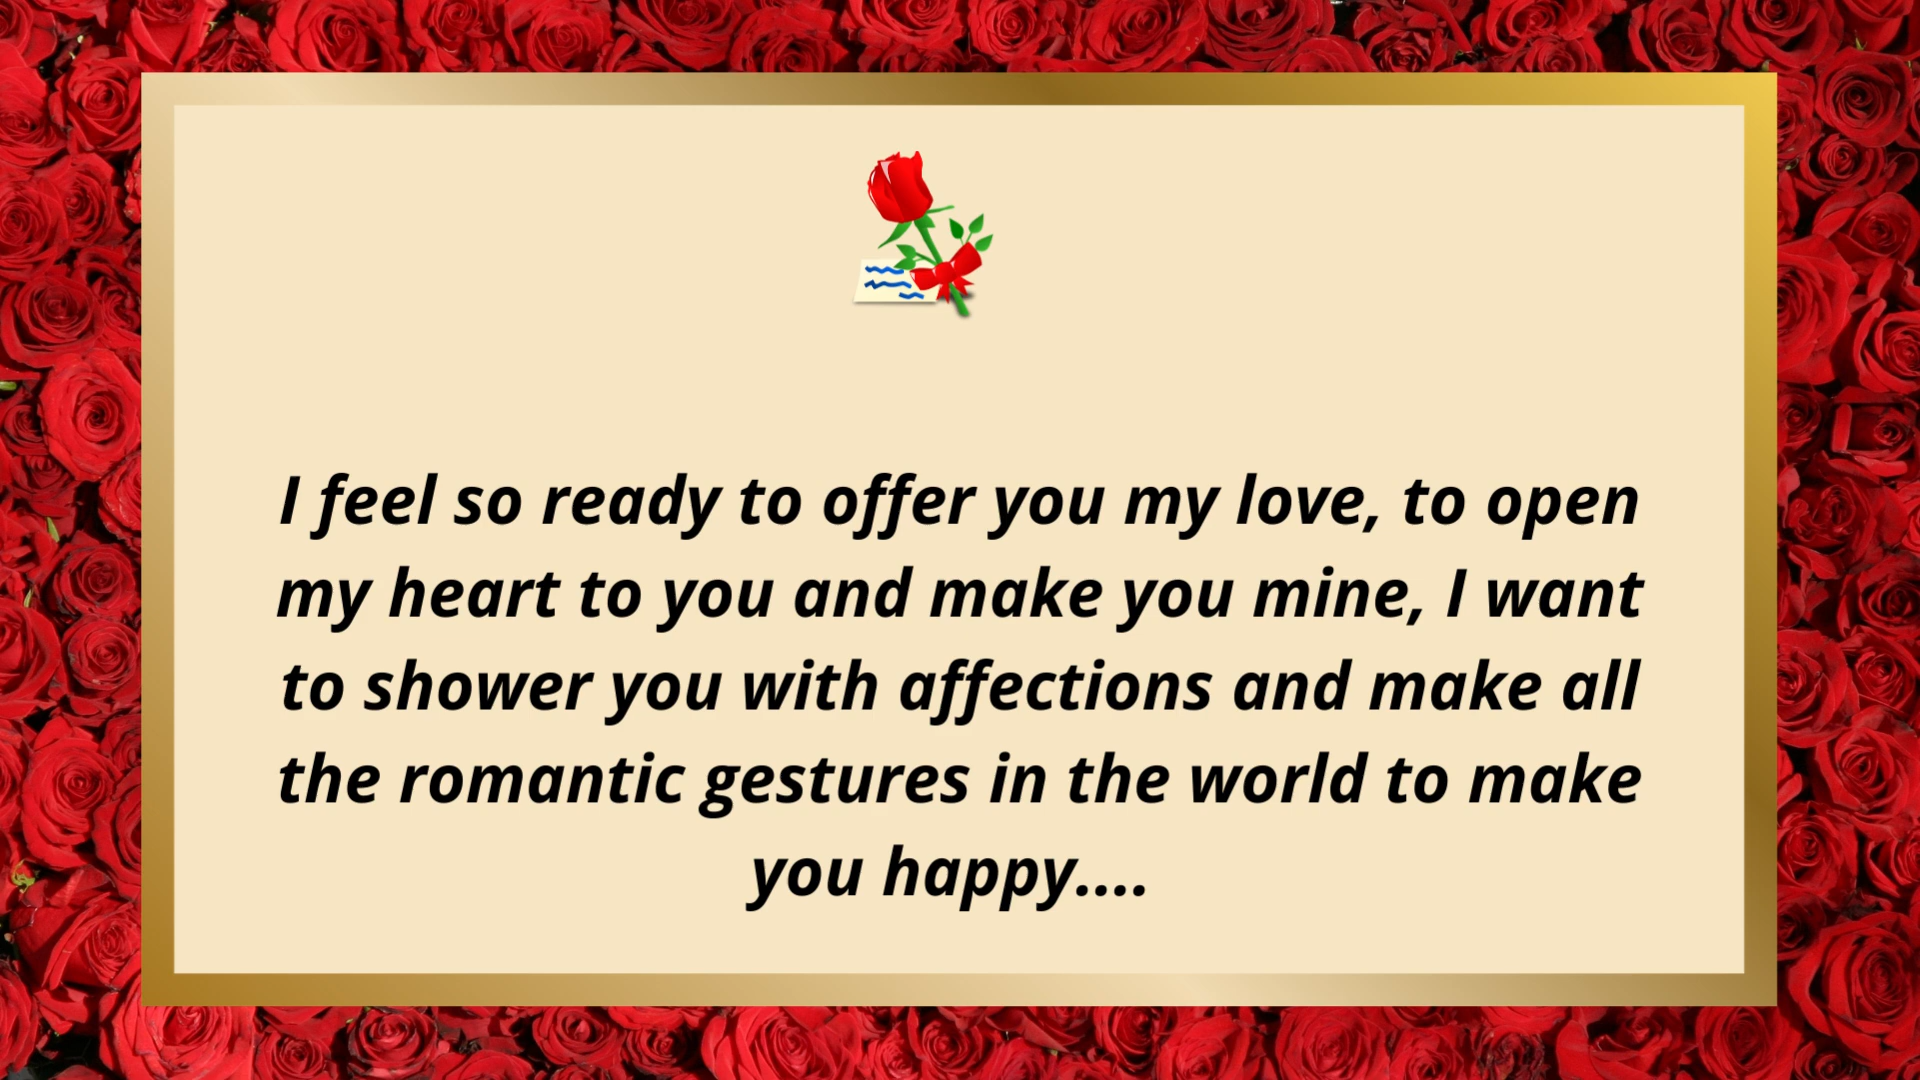 I feel so ready to offer you my love, to open
my heart to you and make you mine, I want
to shower you with affections and make all
the romantic gestures in the world to make
you happy....